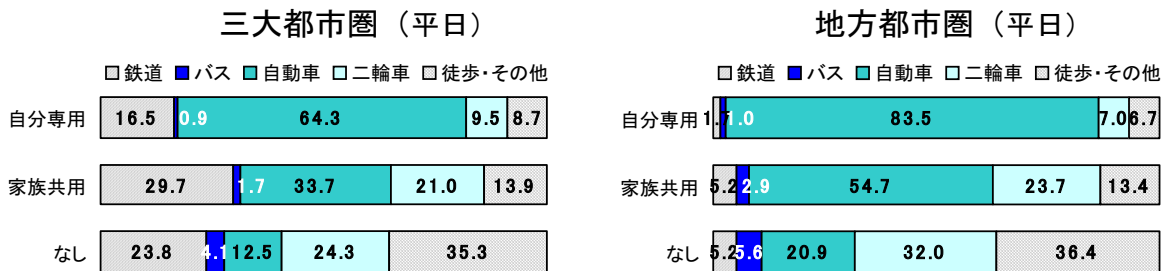 三大都市圏（平日）
鉄道 バス 自動車 二輪車 徒歩・その他
自分専用 16.5 0.9 64.3 9.5 8.7
家族共用 29.7 1.7 33.7 21.0 13.9
なし 23.8 4.1 12.5 24.3 35.3
地方都市圏（平日）
鉄道 バス 自動車 二輪車 徒歩・その他
自分専用 1.7 1.0 83.5 7.0 6.7
家族共用 5.2 2.9 54.7 23.7 13.4
なし 5.2 5.6 20.9 32.0 36.4